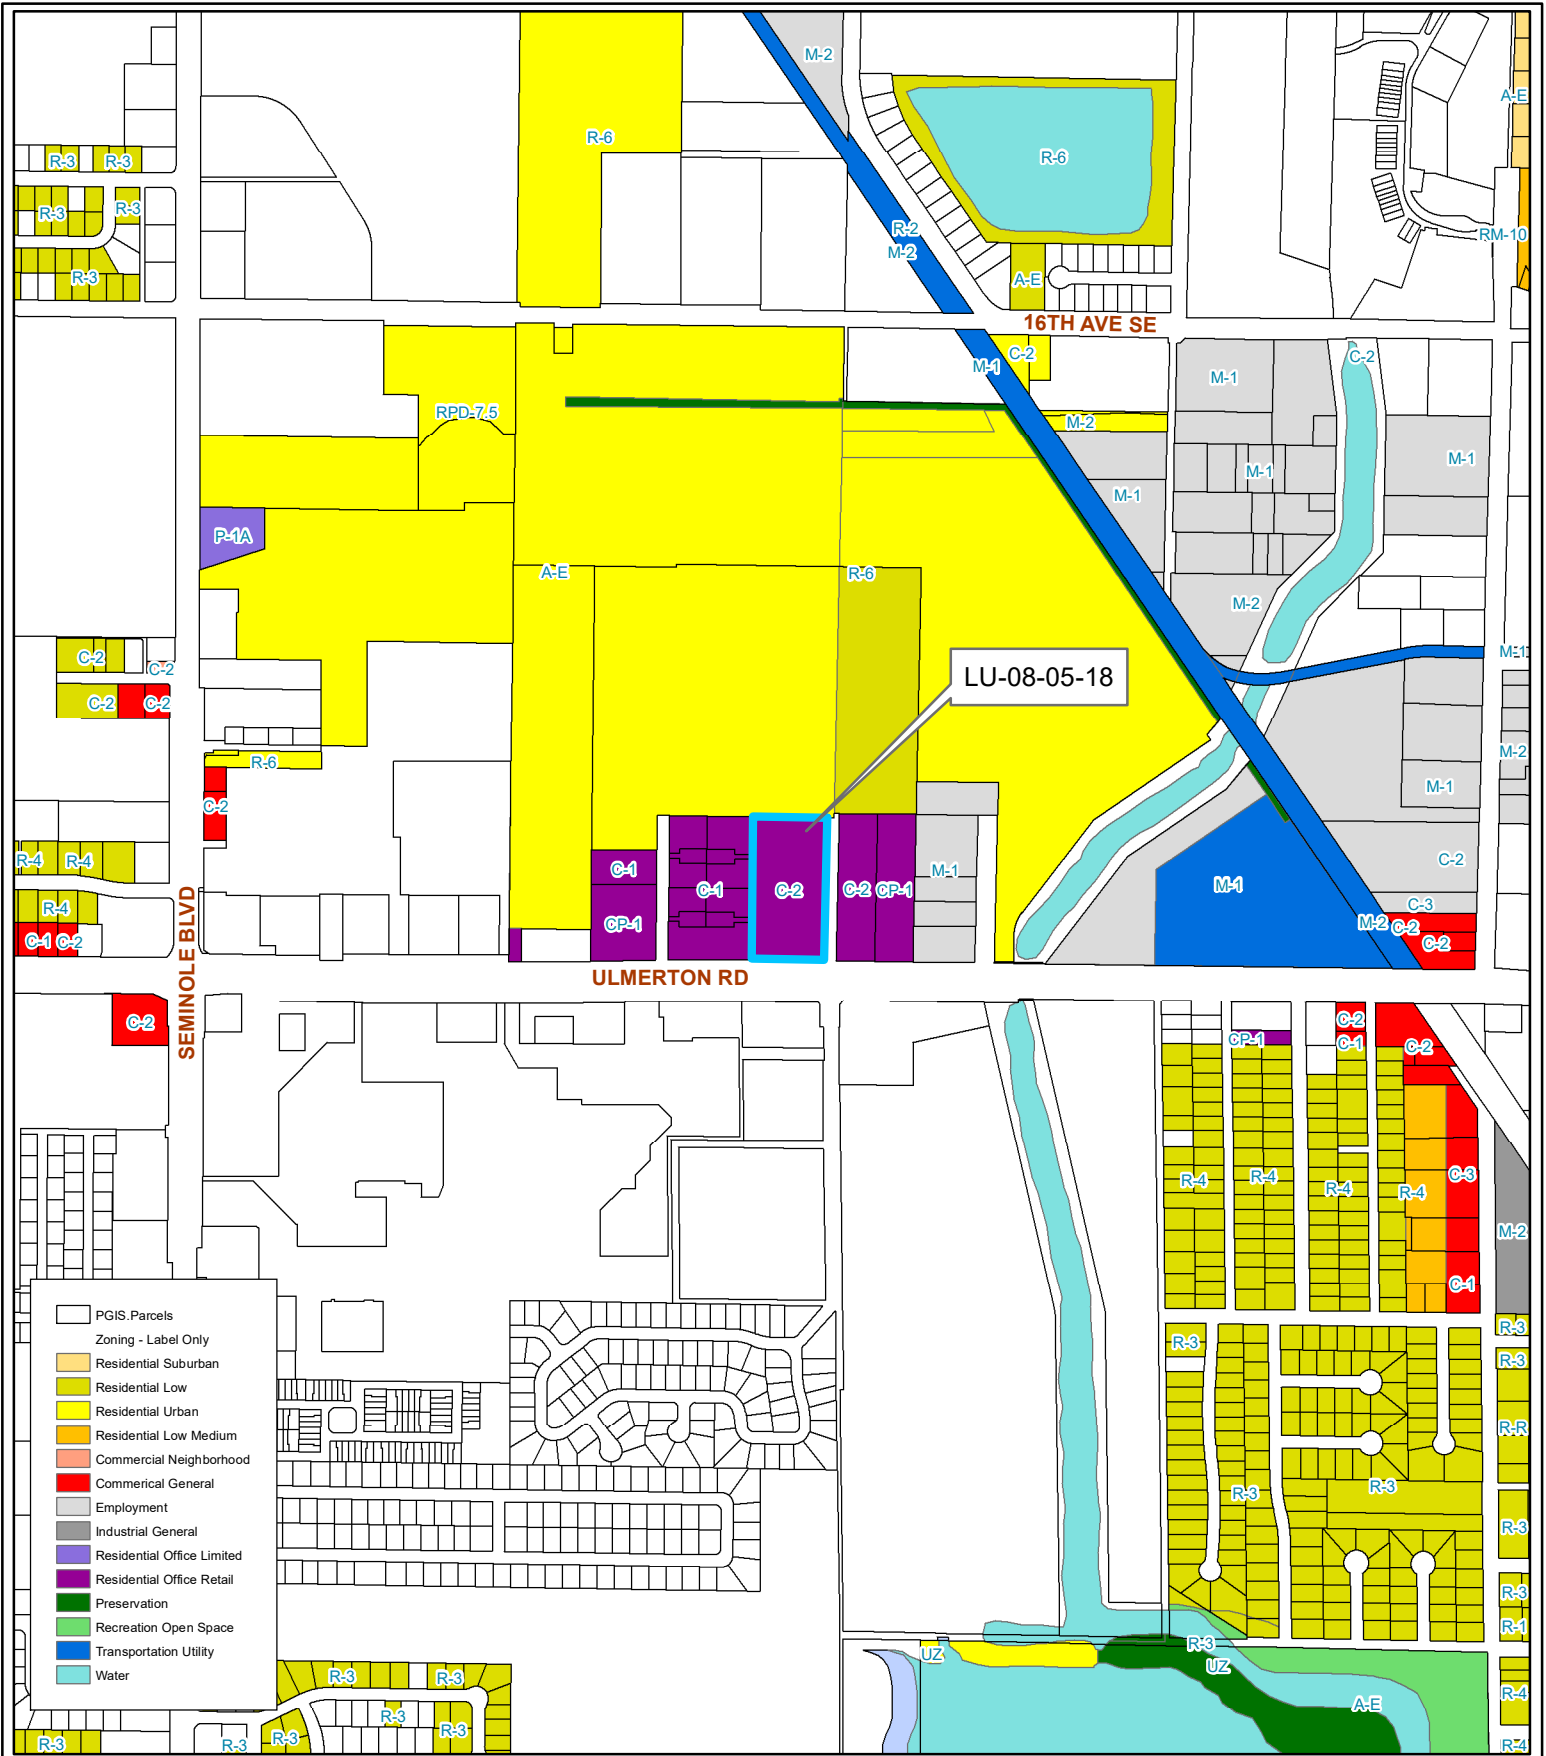 M-2
A-E
R-6
R-3 R-3
R-6
R-3
R-3
R-2
M-2
RM-10
R-3
A-E
16TH AVE SE
C-2
C-2
M-1
M-1
RPD-7.5
M-2
M-1
M-1
M-1
P-1A
A-E
R-6
M-2
C-2
C-2
M-1
LU-08-05-18
C-2
C-2
M-2
R-6
M-1
C-2
R-4
R-4
C-2
C-1
M-1
M-1
C-1
C-2
C-2
CP-1
R-4
C-3
CP-1
M-2
C-2
C-1
C-2
C-2
SEMINOLE BLVD
ULMERTON RD
C-2
C-2
CP-1
C-1
C-2
R-4
R-4
R-4
R-4
C-3
M-2
C-1
PGIS.Parcels
Zoning - Label Only
Residential Suburban
Residential Low
Residential Urban
Residential Low Medium
Commercial Neighborhood
Commerical General
Employment
Industrial General
Residential Office Limited
Residential Office Retail
Preservation
Recreation Open Space
Transportation Utility
Water
R-3
R-3
R-3
R-R
R-3
R-3
R-3
R-3
R-1
R-3
UZ
UZ
R-3
R-3
R-4
A-E
R-3
R-3
R-3
R-3
R-3
R-4